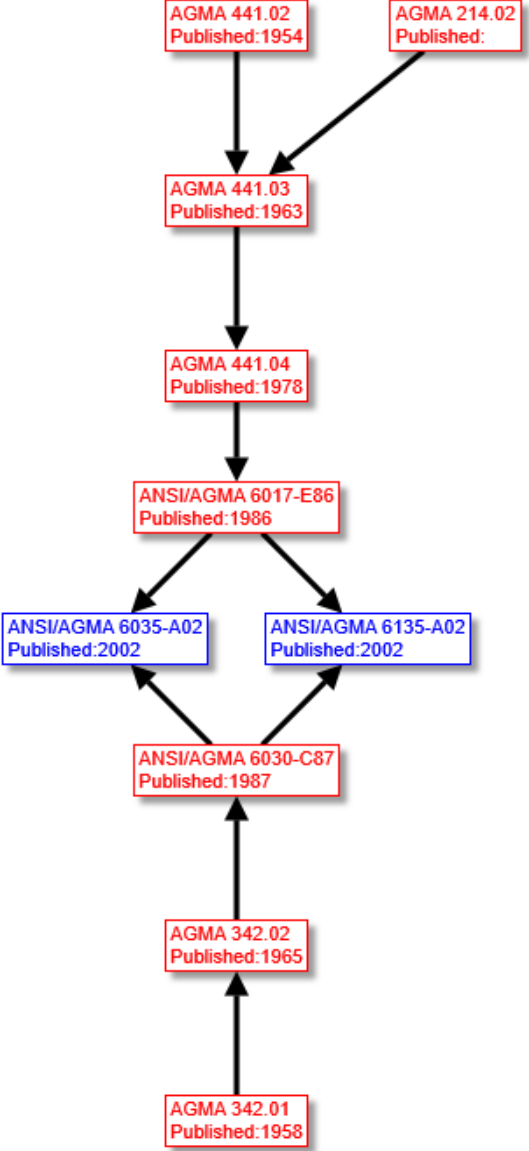 AGMA 441.02
Published:1954
AGMA 214.02
Published:
AGMA 441.03
Published:1963
AGMA 441.04
Published:1978
ANSI/AGMA 6017-E86
Published:1986
ANSI/AGMA 6035-A02
Published:2002
ANSI/AGMA 6135-A02
Published:2002
ANSI/AGMA 6030-C87
Published:1987
AGMA 342.02
Published:1965
AGMA 342.01
Published:1958